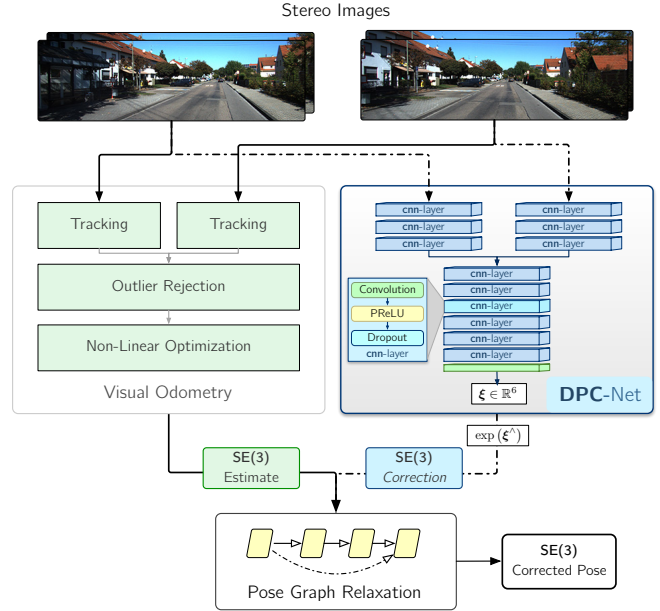 Stereo Images
Tracking
Tracking
Outlier Rejection
Non-Linear Optimization
Visual Odometry
cnn-layer
cnn-layer
cnn-layer
cnn-layer
cnn-layer
cnn-layer
cnn-layer
cnn-layer
cnn-layer
cnn-layer
cnn-layer
cnn-layer
Convolution
PReLU
Dropout
cnn-layer
ξ ∈ ℝ⁶
DPC-Net
exp (ξ^)
SE(3)
Estimate
SE(3)
Correction
Pose Graph Relaxation
SE(3)
Corrected Pose